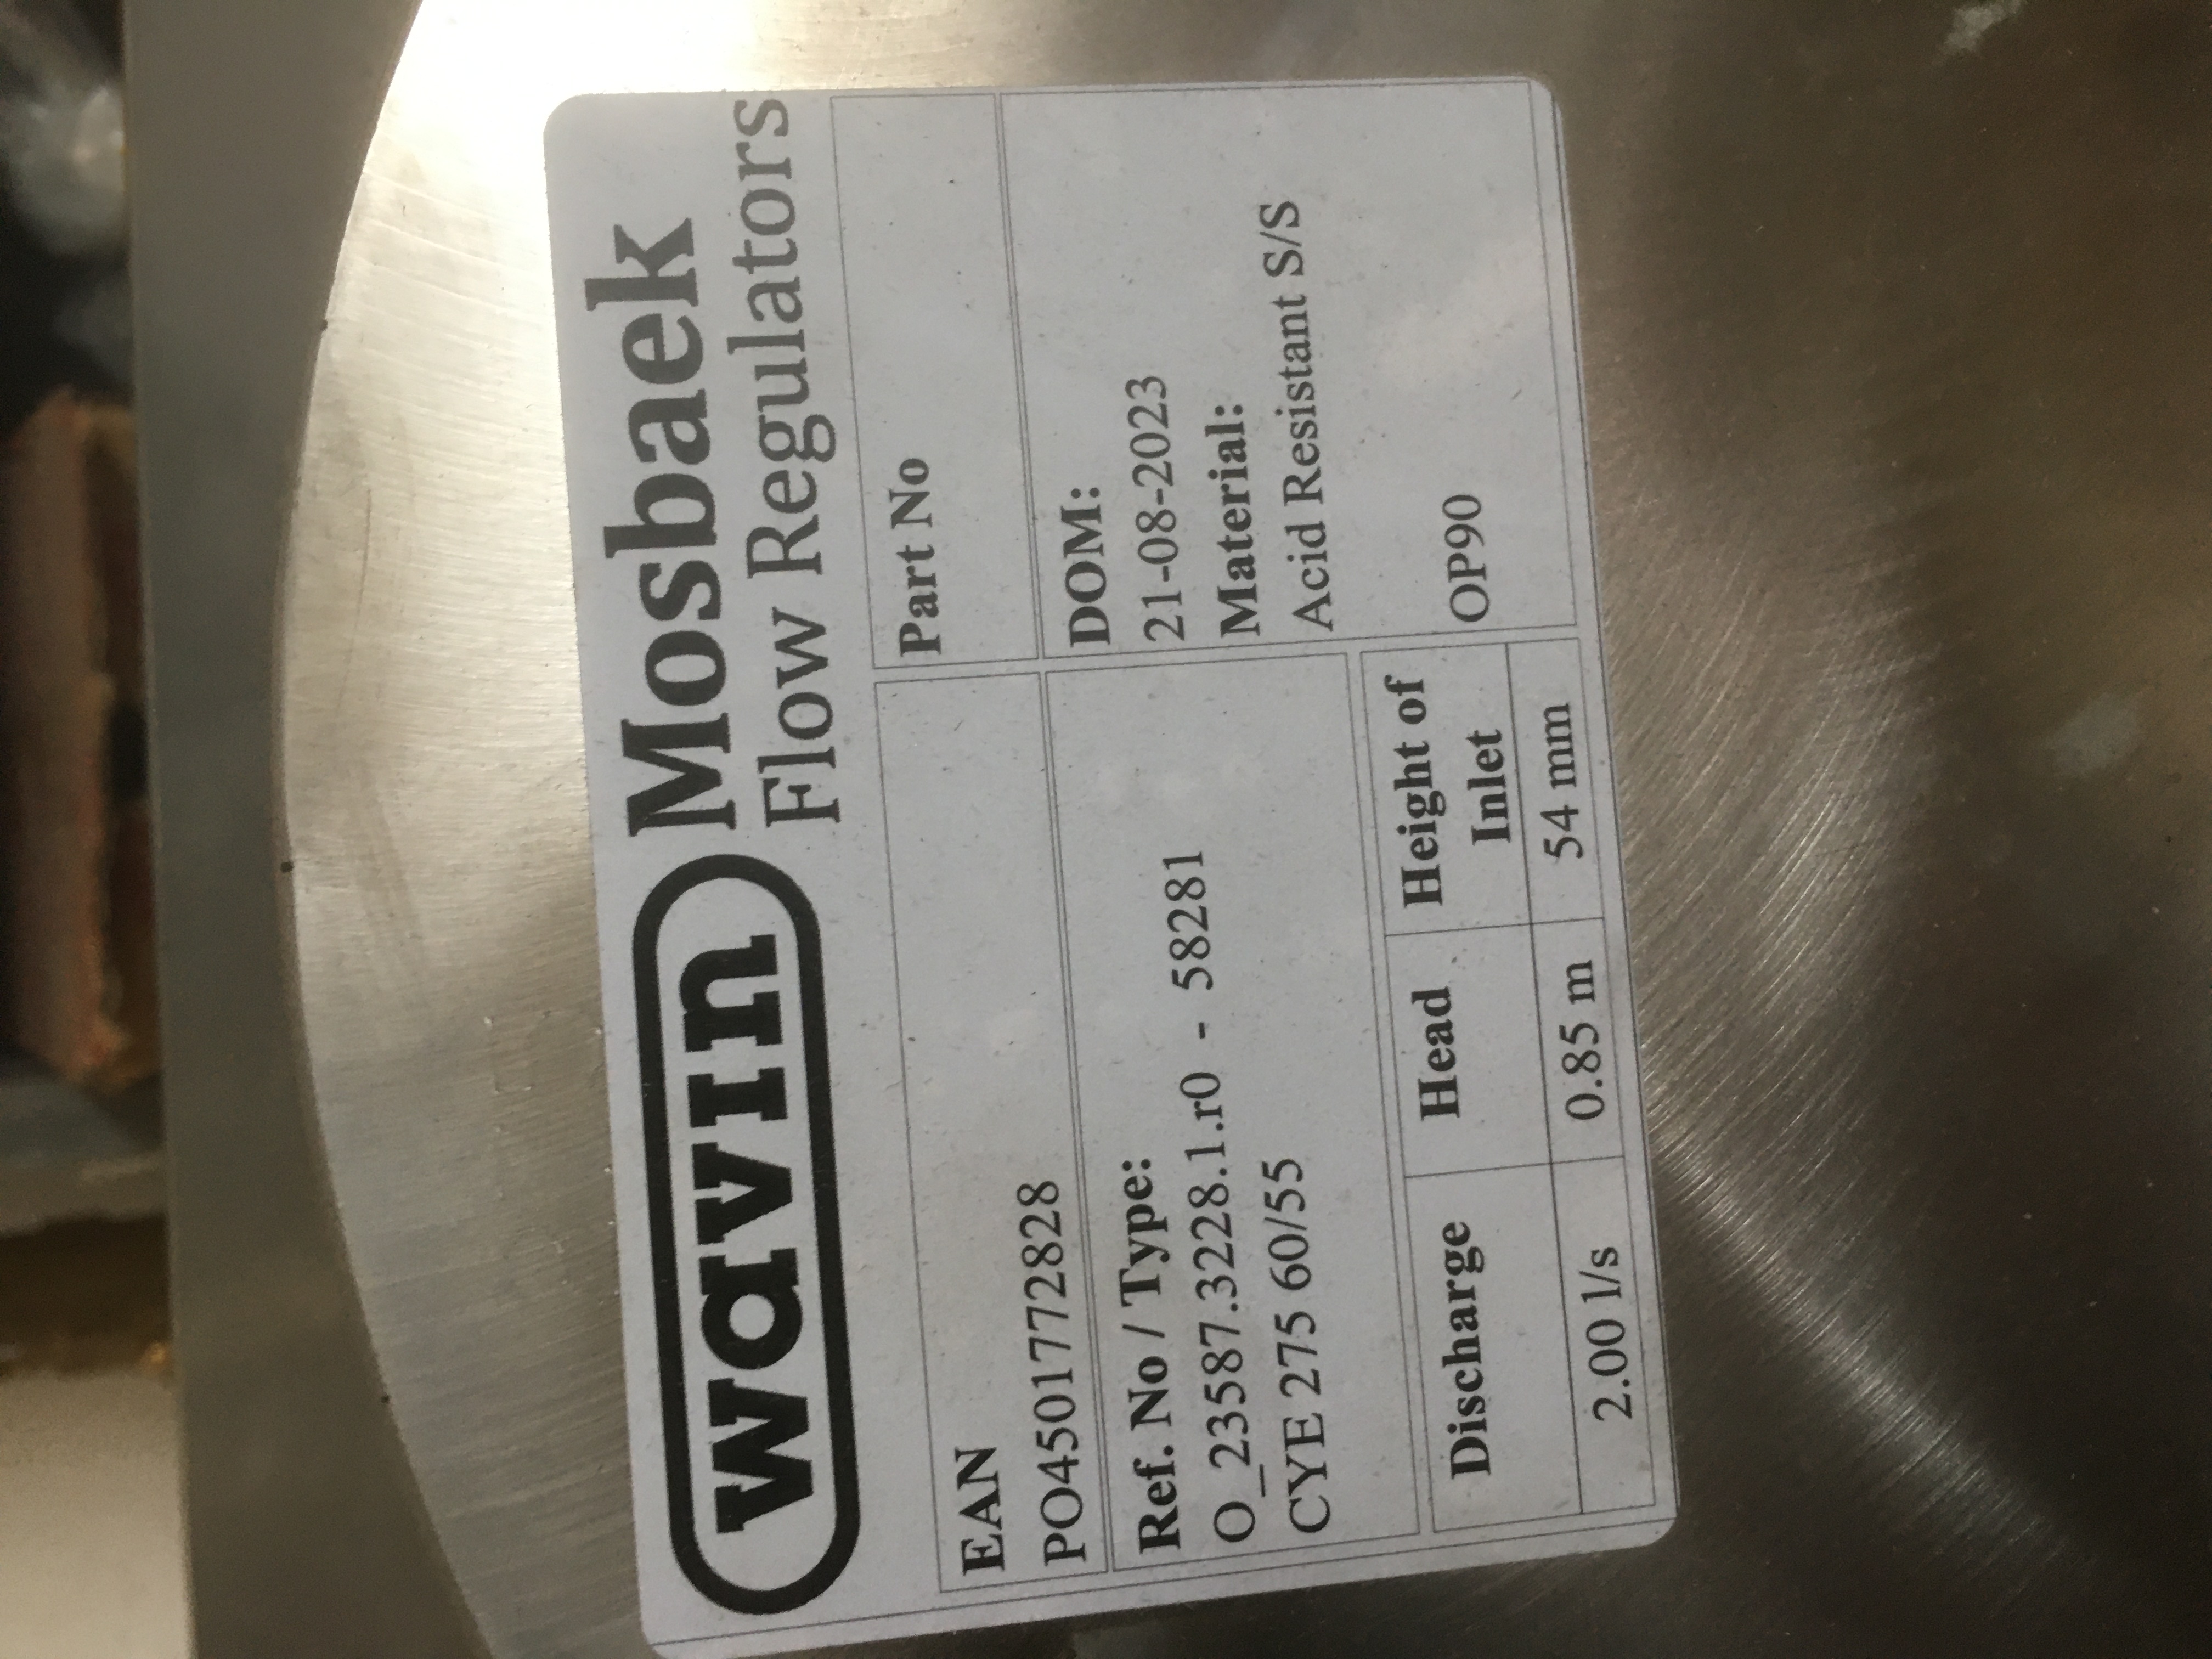 wavin
Mosbaek
Flow Regulators
EAN
PO4501772828
Part No
Ref. No / Type:
O_23587.3228.1.r0 - 58281
CYE 275 60/55
DOM:
21-08-2023
Material:
Acid Resistant S/S
OP90
Discharge
Head
Height of
Inlet
2.00 l/s
0.85 m
54 mm